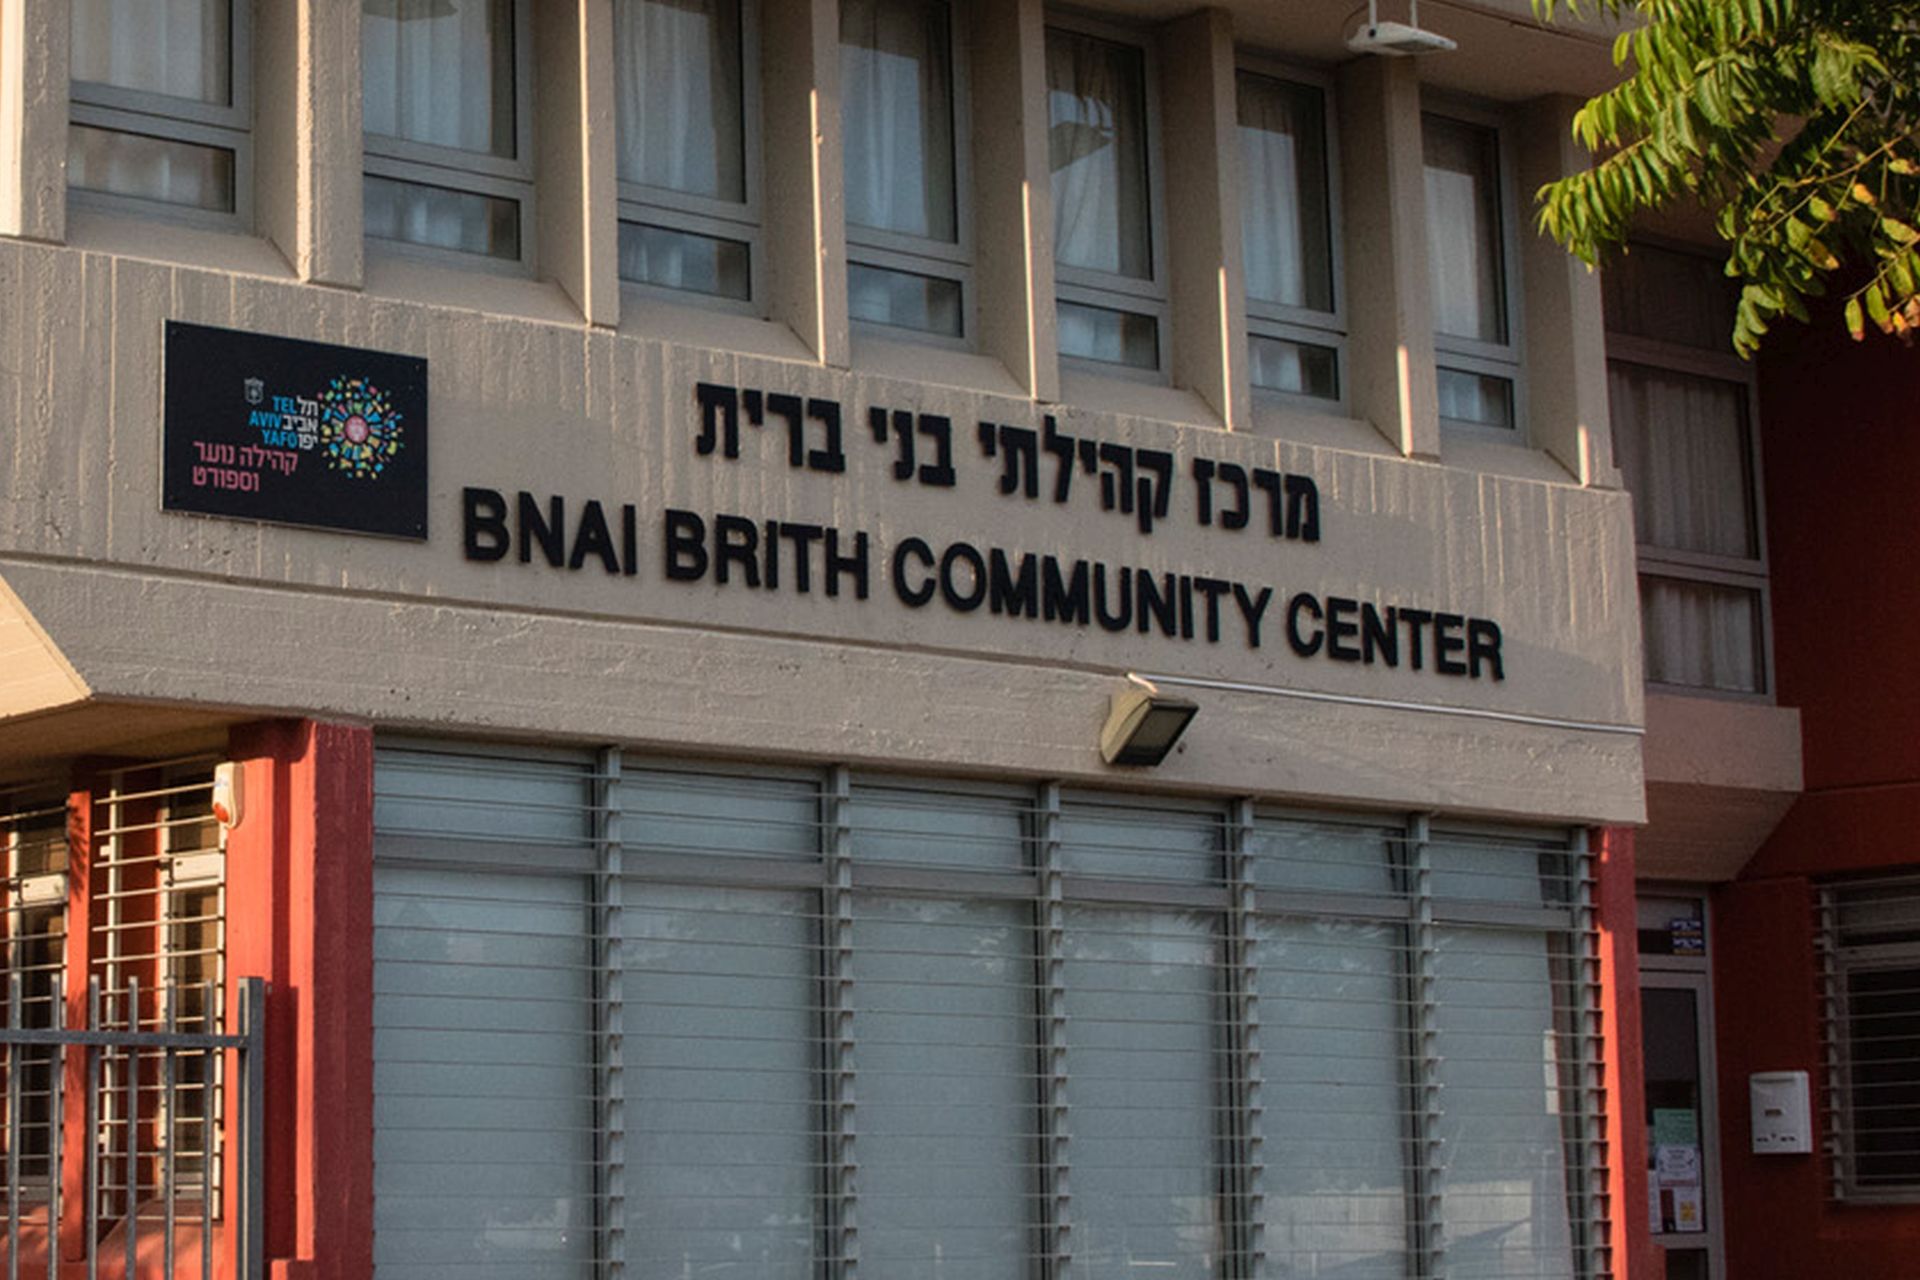 TEL תל
AVIV אביב
YAFO יפו
קהילה נוער
וספורט
מרכז קהילתי בני ברית
BNAI BRITH COMMUNITY CENTER